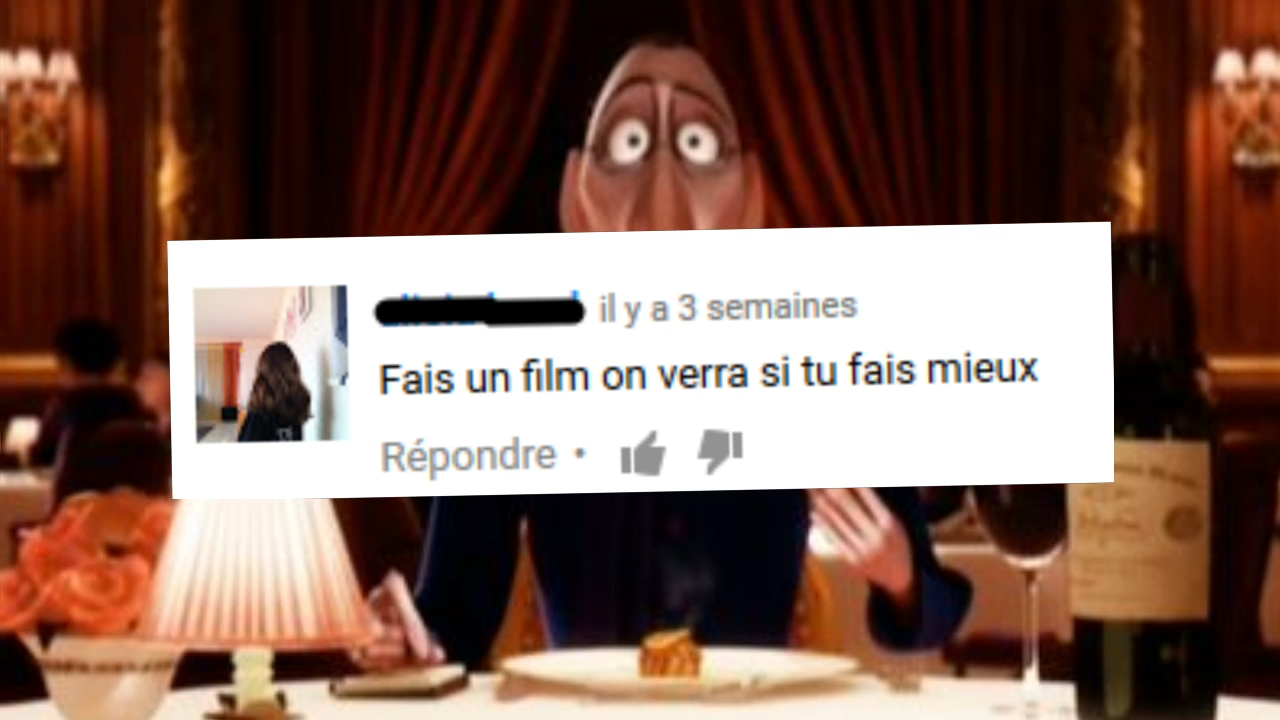 il y a 3 semaines
Fais un film on verra si tu fais mieux
Répondre •